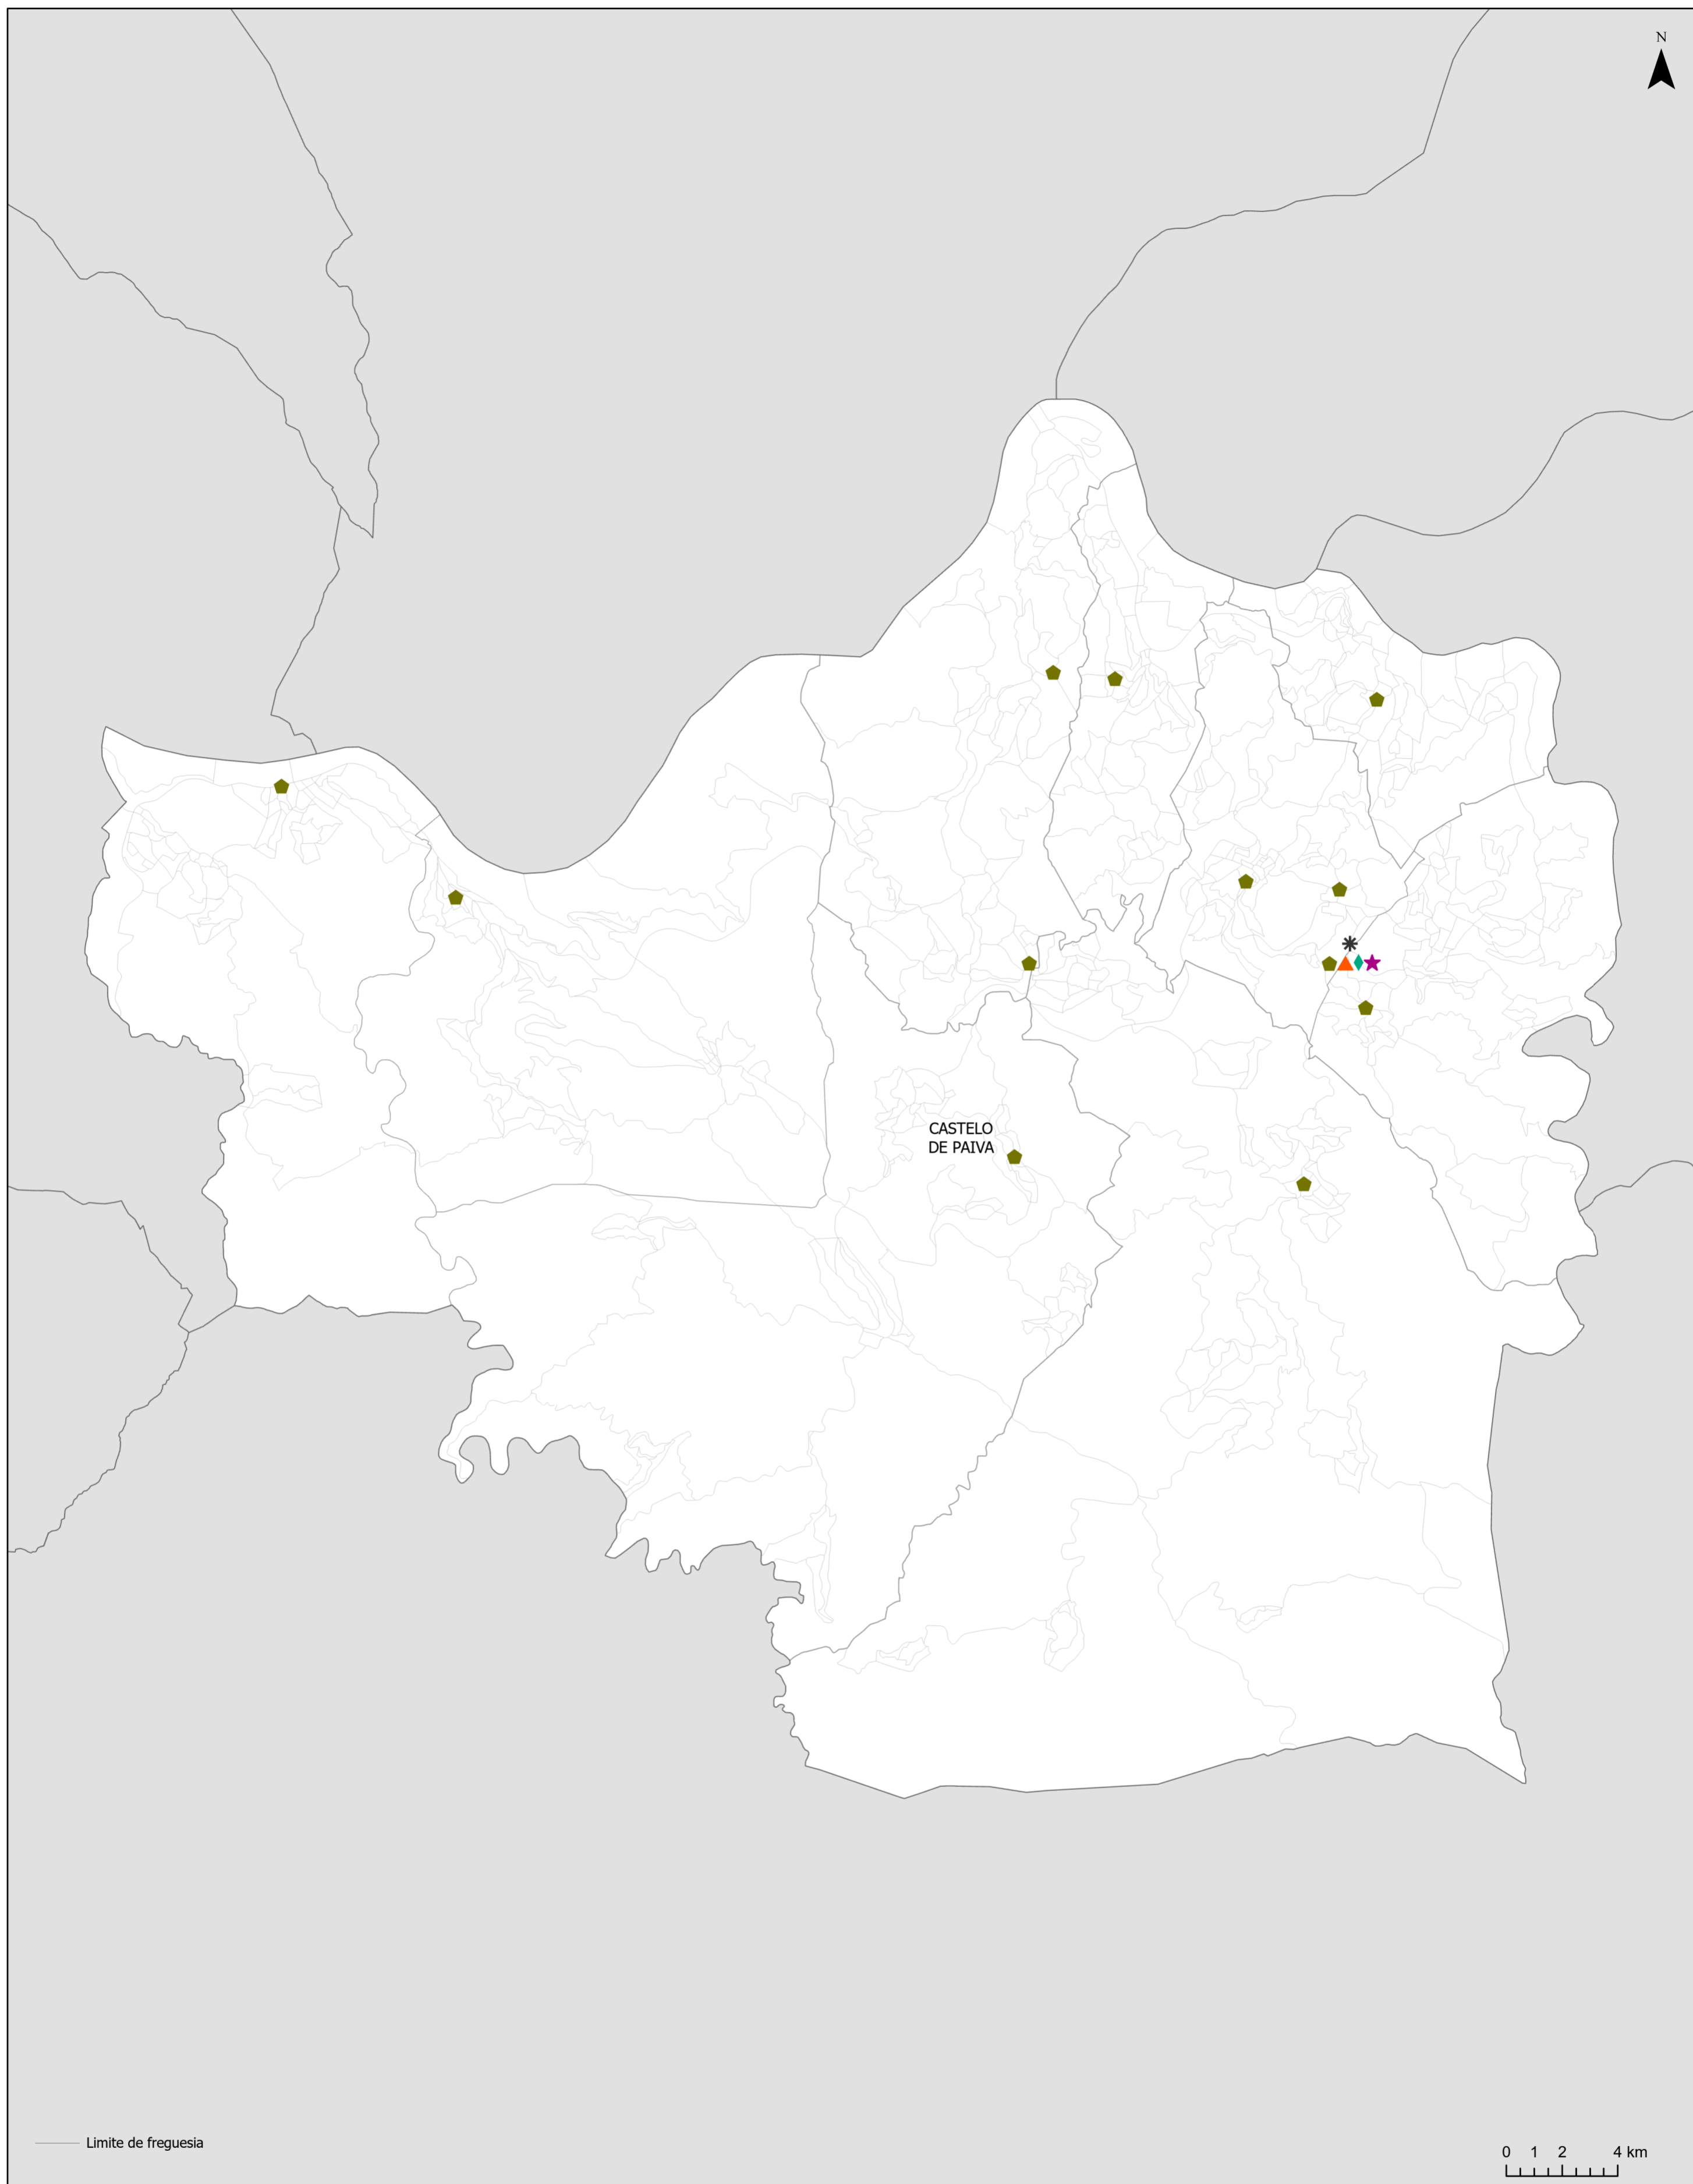 N
CASTELO
DE PAIVA
Limite de freguesia
0 1 2 4 km